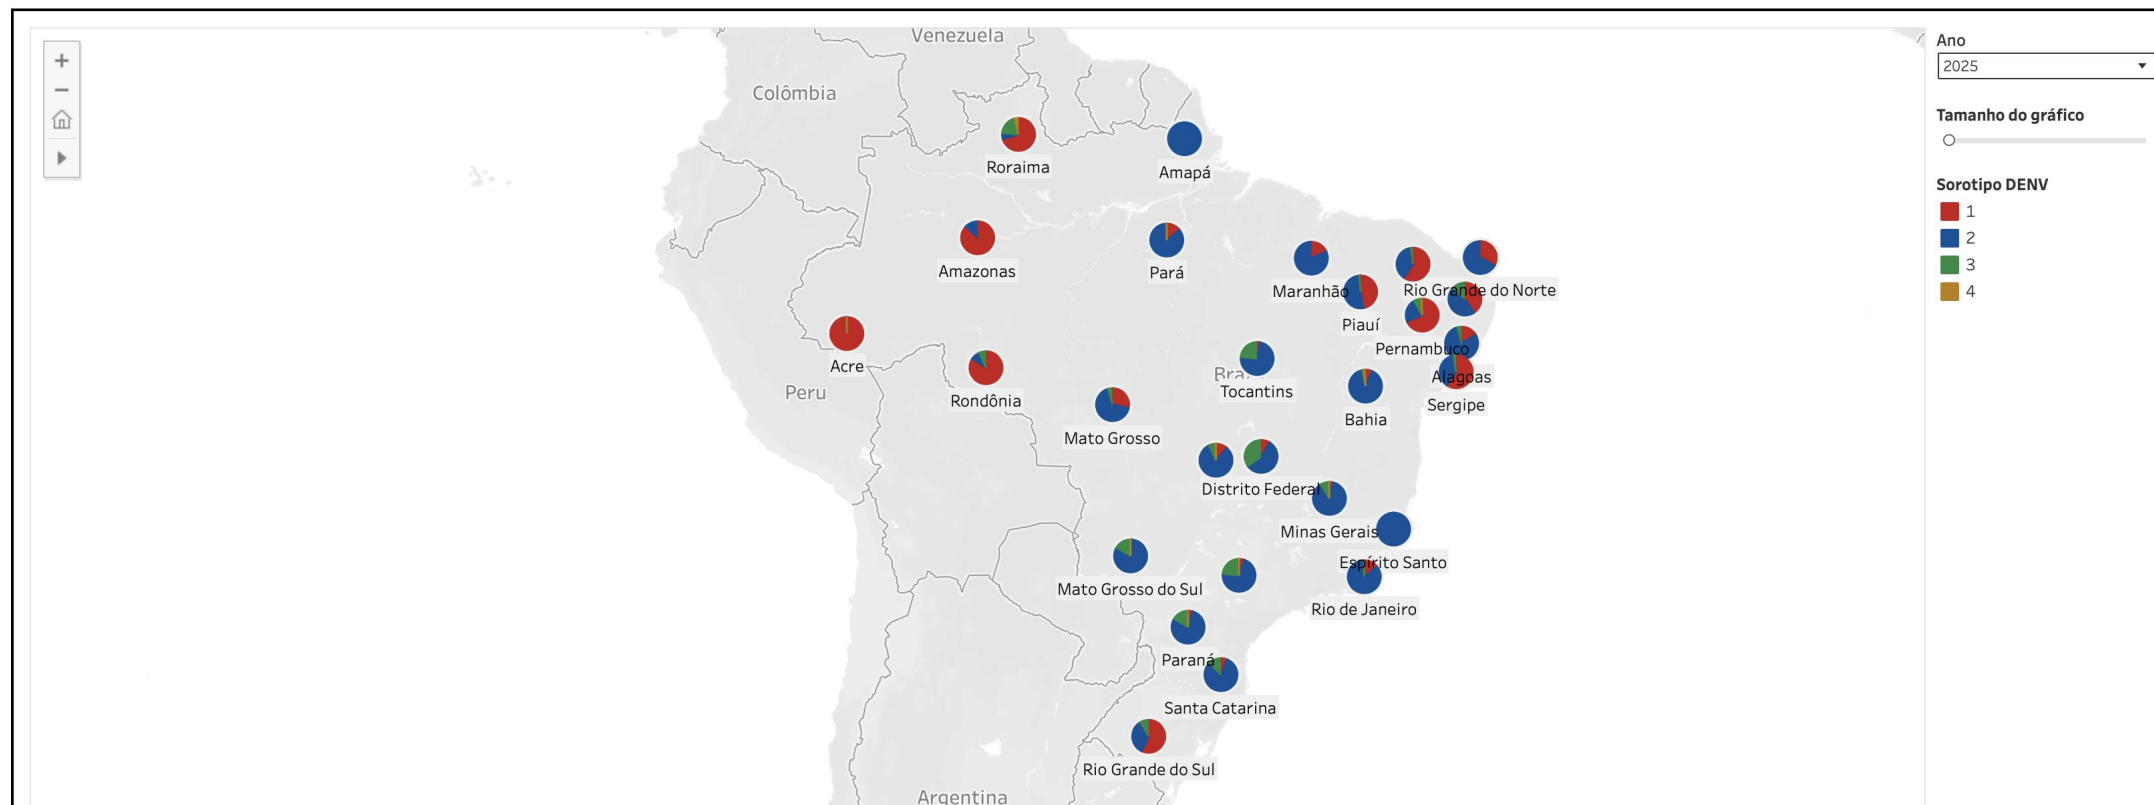 Venezuela
Colômbia
Roraima
Amapá
Amazonas
Pará
Maranhão
Rio Grande do Norte
Piauí
Pernambuco
Acre
Peru
Rondônia
Tocantins
Alagoas
Sergipe
Bahia
Mato Grosso
Distrito Federal
Minas Gerais
Espírito Santo
Mato Grosso do Sul
Rio de Janeiro
Paraná
Santa Catarina
Rio Grande do Sul
Argentina
Ano
2025
Tamanho do gráfico
Sorotipo DENV
1
2
3
4